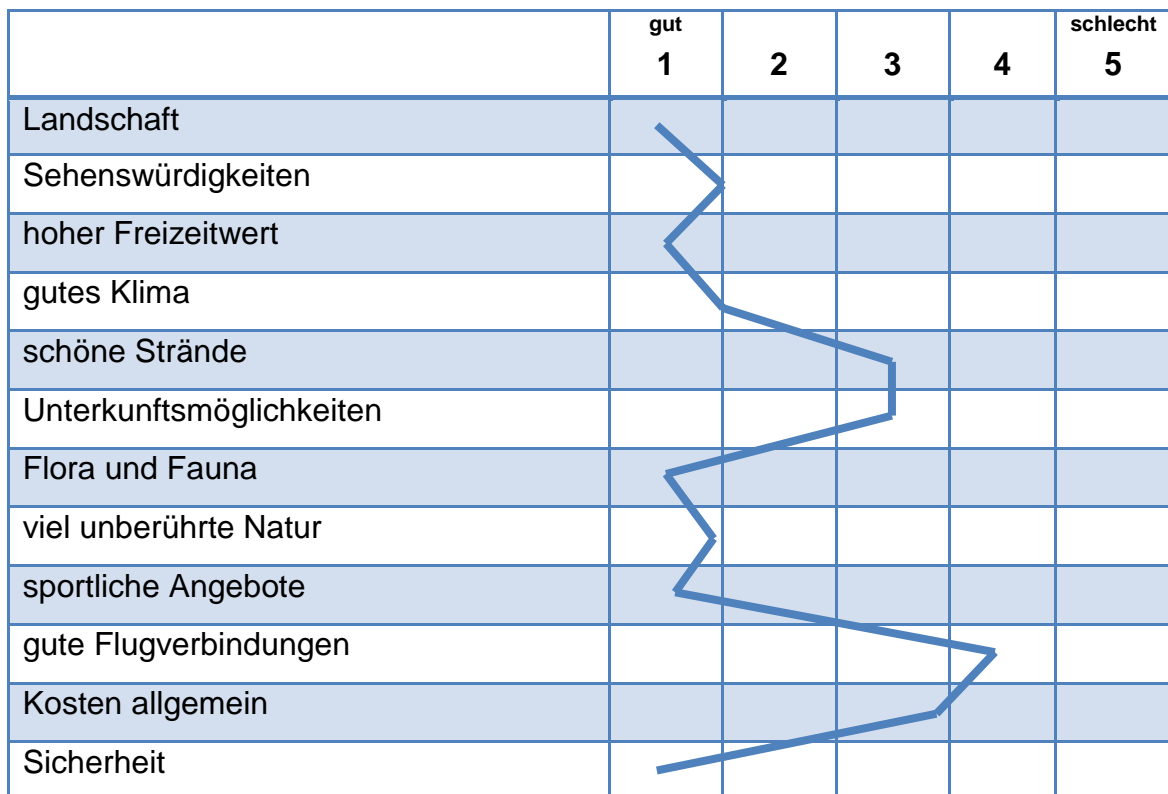 gut schlecht
1 2 3 4 5
Landschaft
Sehenswürdigkeiten
hoher Freizeitwert
gutes Klima
schöne Strände
Unterkunftsmöglichkeiten
Flora und Fauna
viel unberührte Natur
sportliche Angebote
gute Flugverbindungen
Kosten allgemein
Sicherheit